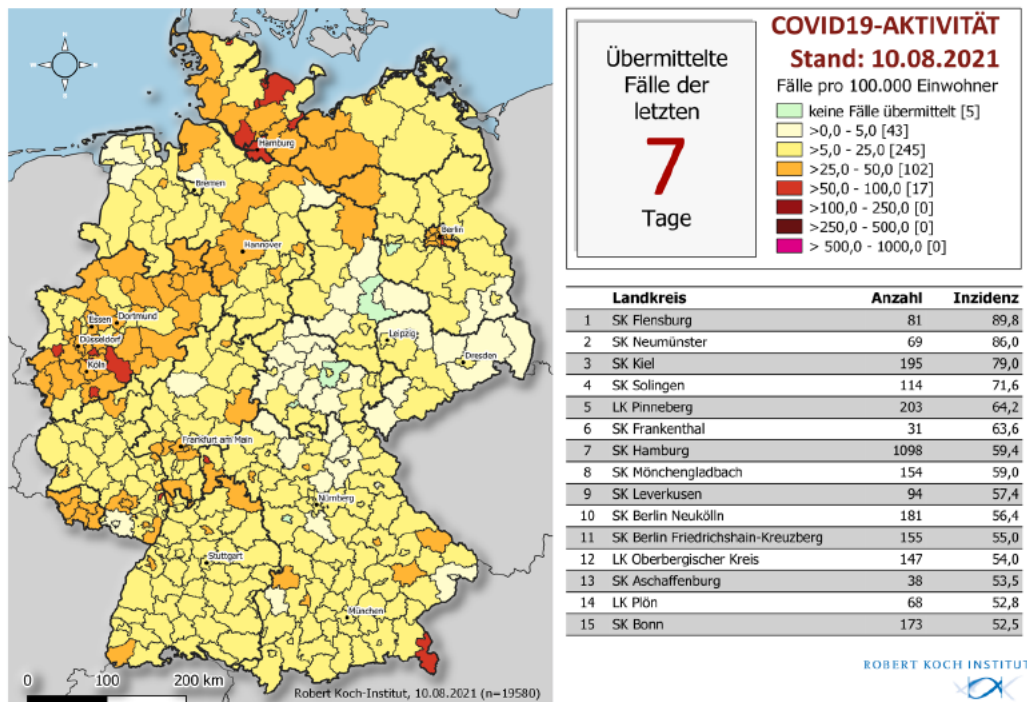 COVID19-AKTIVITÄT
Stand: 10.08.2021
Übermittelte
Fälle der
letzten
7
Tage
Fälle pro 100.000 Einwohner
keine Fälle übermittelt [5]
>0,0 - 5,0 [43]
>5,0 - 25,0 [245]
>25,0 - 50,0 [102]
>50,0 - 100,0 [17]
>100,0 - 250,0 [0]
>250,0 - 500,0 [0]
> 500,0 - 1000,0 [0]
Hamburg
Bremen
Berlin
Hannover
Essen
Dortmund
Düsseldorf
Leipzig
Köln
Dresden
Frankfurt am Main
Nürnberg
Stuttgart
München
0 100 200 km
Robert Koch-Institut, 10.08.2021 (n=19580)
Landkreis Anzahl Inzidenz
1 SK Flensburg 81 89,8
2 SK Neumünster 69 86,0
3 SK Kiel 195 79,0
4 SK Solingen 114 71,6
5 LK Pinneberg 203 64,2
6 SK Frankenthal 31 63,6
7 SK Hamburg 1098 59,4
8 SK Mönchengladbach 154 59,0
9 SK Leverkusen 94 57,4
10 SK Berlin Neukölln 181 56,4
11 SK Berlin Friedrichshain-Kreuzberg 155 55,0
12 LK Oberbergischer Kreis 147 54,0
13 SK Aschaffenburg 38 53,5
14 LK Plön 68 52,8
15 SK Bonn 173 52,5
ROBERT KOCH INSTITUT